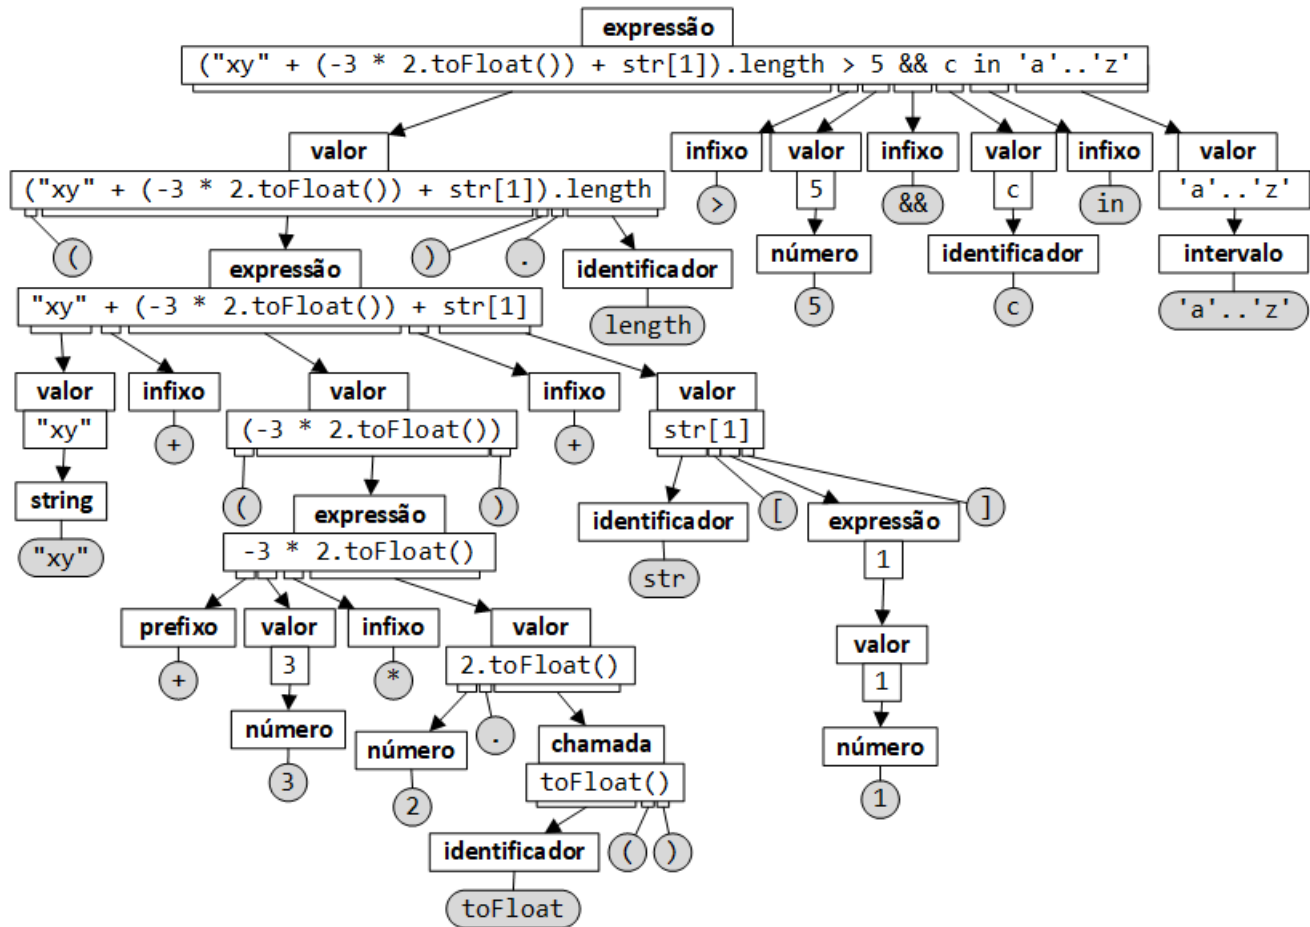 expressão
("xy" + (-3 * 2.toFloat()) + str[1]).length > 5 && c in 'a'..'z'
valor infixo valor infixo valor infixo valor
("xy" + (-3 * 2.toFloat()) + str[1]).length > 5 && c in 'a'..'z'
( ) . identificador número identificador intervalo
expressão
length 5 c 'a'..'z'
"xy" + (-3 * 2.toFloat()) + str[1]
valor infixo valor infixo valor
"xy" + (-3 * 2.toFloat()) + str[1]
string ( ) identificador [ expressão ]
expressão
"xy" -3 * 2.toFloat() str 1
prefixo valor infixo valor valor
+ 3 * 2.toFloat() 1
número número . chamada número
3 2 toFloat() 1
identificador ( )
toFloat